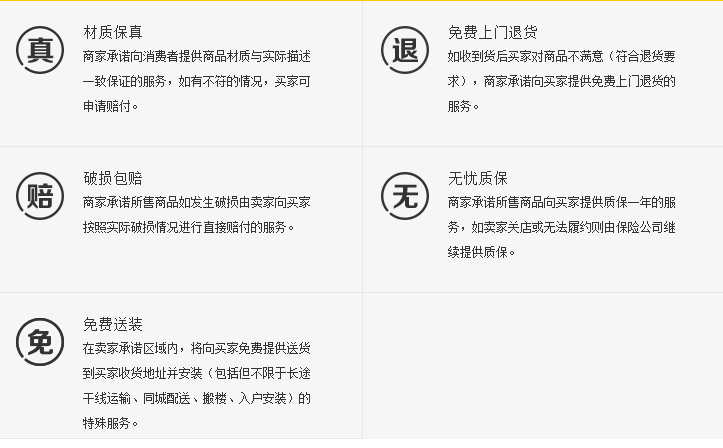 真
材质保真
商家承诺向消费者提供商品材质与实际描述
一致保证的服务，如有不符的情况，买家可
申请赔付。
退
免费上门退货
如收到货后买家对商品不满意（符合退货要
求），商家承诺向买家提供免费上门退货的
服务。
赔
破损包赔
商家承诺所售商品如发生破损由卖家向买家
按照实际破损情况进行直接赔付的服务。
无
无忧质保
商家承诺所售商品向买家提供质保一年的服
务，如卖家关店或无法履约则由保险公司继
续提供质保。
免
免费送装
在卖家承诺区域内，将向买家免费提供送货
到买家收货地址并安装（包括但不限于长途
干线运输、同城配送、搬楼、入户安装）的
特殊服务。